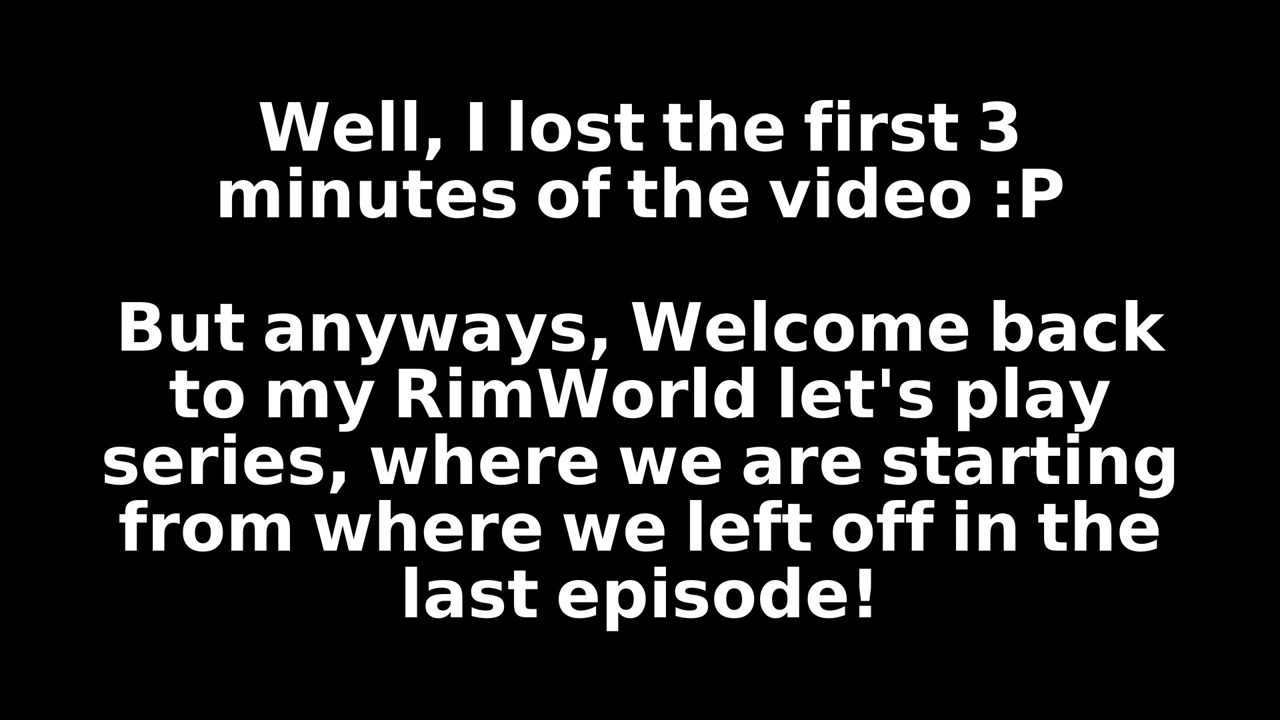 Well, I lost the first 3
minutes of the video :P
But anyways, Welcome back
to my RimWorld let's play
series, where we are starting
from where we left off in the
last episode!